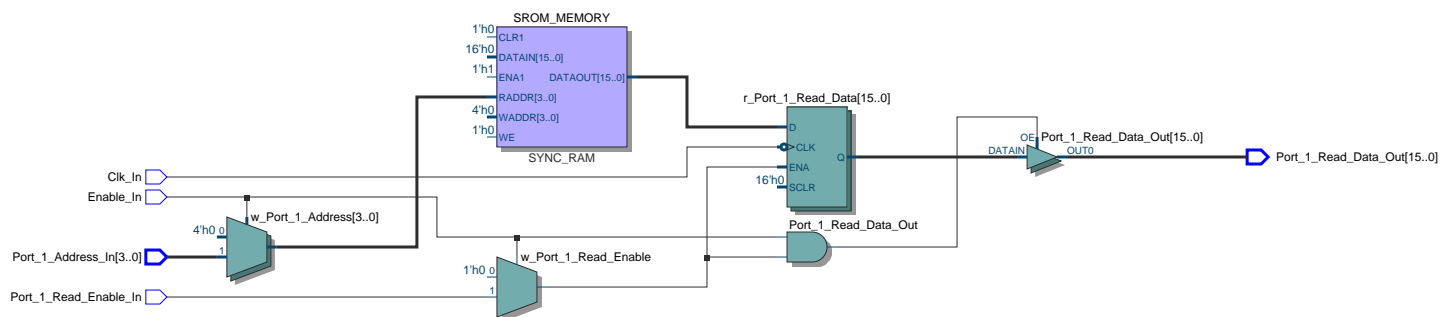 SROM_MEMORY
1'h0 CLR1
16'h0 DATAIN[15..0]
1'h1 ENA1 DATAOUT[15..0]
RADDR[3..0]
4'h0 WADDR[3..0]
1'h0 WE
SYNC_RAM
r_Port_1_Read_Data[15..0]
D
CLK
ENA
16'h0 SCLR
Q
OE Port_1_Read_Data_Out[15..0]
DATAIN OUT0
Port_1_Read_Data_Out[15..0]
Clk_In
Enable_In
w_Port_1_Address[3..0]
4'h0 0
Port_1_Address_In[3..0] 1
Port_1_Read_Data_Out
w_Port_1_Read_Enable
1'h0 0
Port_1_Read_Enable_In 1